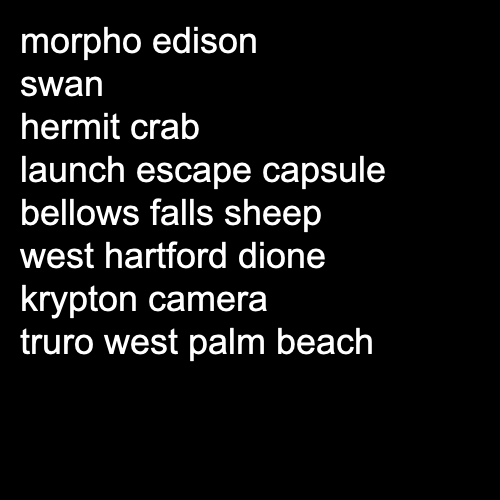 morpho edison
swan
hermit crab
launch escape capsule
bellows falls sheep
west hartford dione
krypton camera
truro west palm beach